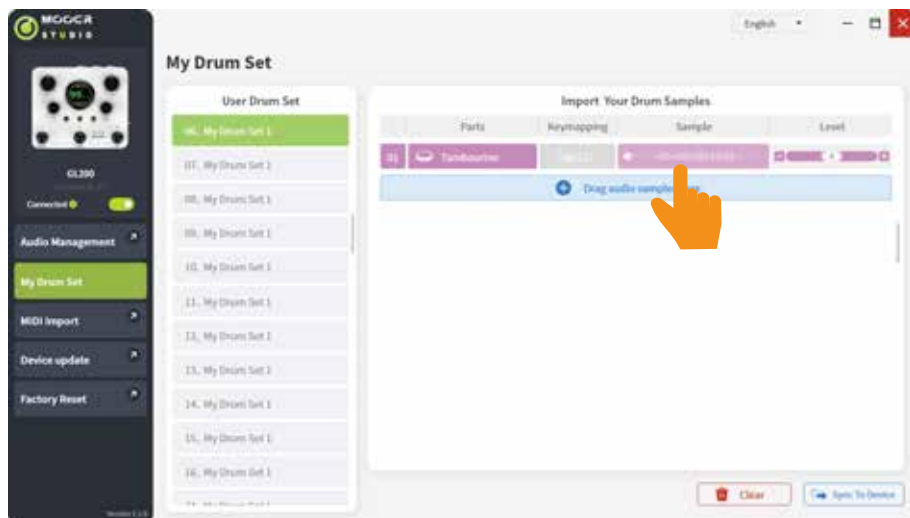 MOOER
STUDIO
English
My Drum Set
User Drum Set
Import Your Drum Samples
06. My Drum Set 1
Parts Keymapping Sample Level
01 Tambourine
07. My Drum Set 1
GL200
Drag audio samples
08. My Drum Set 1
Connected
09. My Drum Set 1
Audio Management
10. My Drum Set 1
My Drum Set
11. My Drum Set 1
MIDI Import
12. My Drum Set 1
Device update
13. My Drum Set 1
Factory Reset
14. My Drum Set 1
15. My Drum Set 1
16. My Drum Set 1
Clear
Sync To Device